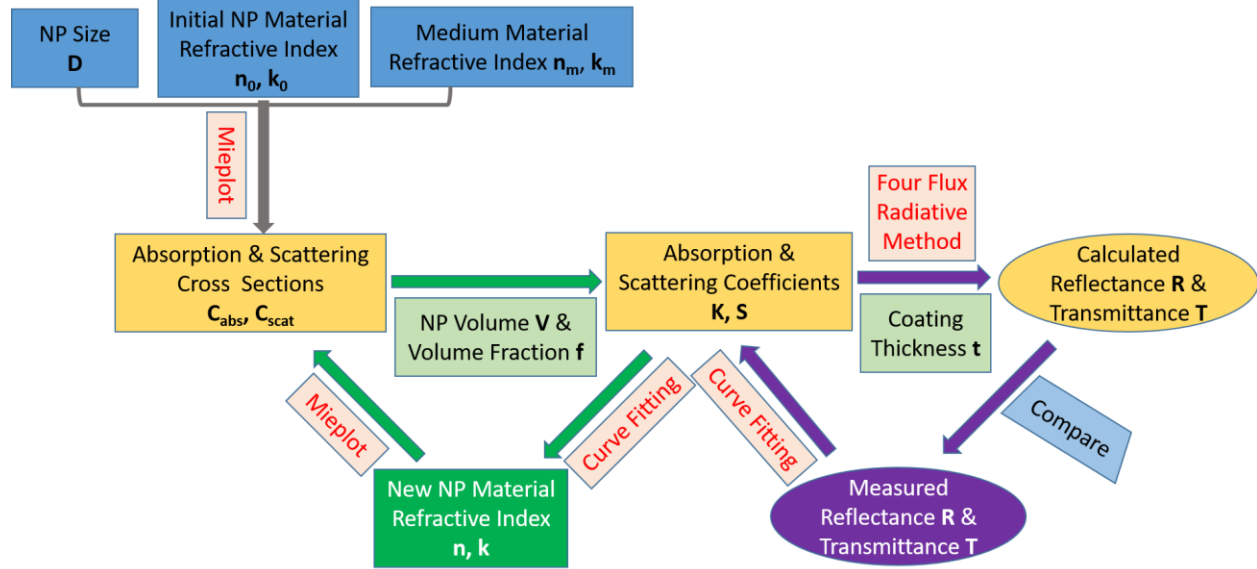 NP Size
D
Initial NP Material
Refractive Index
n₀, k₀
Medium Material
Refractive Index nₘ, kₘ
Mieplot
Absorption & Scattering
Cross Sections
C_abs, C_scat
NP Volume V &
Volume Fraction f
Absorption &
Scattering Coefficients
K, S
Four Flux
Radiative
Method
Coating
Thickness t
Calculated
Reflectance R &
Transmittance T
Mieplot
Curve Fitting
Curve Fitting
Compare
New NP Material
Refractive Index
n, k
Measured
Reflectance R &
Transmittance T